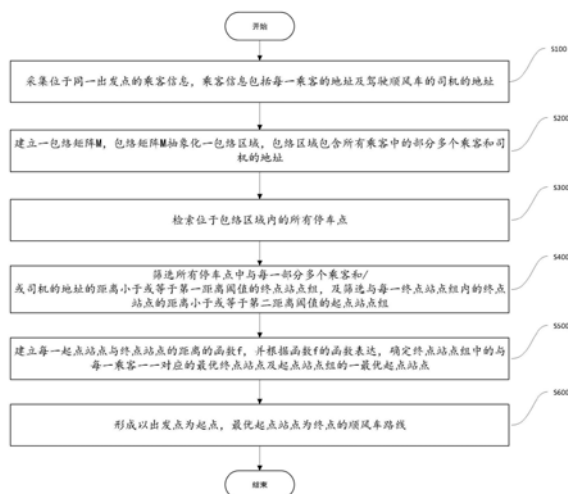 开始
S100
采集位于同一出发点的乘客信息，乘客信息包括每一乘客的地址及驾驶顺风车的司机的地址
S200
建立一包络矩阵M，包络矩阵M抽象化一包络区域，包络区域包含所有乘客中的部分多个乘客和司
机的地址
S300
检索位于包络区域内的所有停车点
S400
筛选所有停车点中与每一部分多个乘客和/
或司机的地址的距离小于或等于第一距离阈值的终点站点组，及筛选与每一终点站点组内的终点
站点的距离小于或等于第二距离阈值的起点站点组
S500
建立每一起点站点与终点站点的距离的函数f，并根据函数f的函数表达，确定终点站点组中的与
每一乘客一一对应的最优终点站点及起点站点组的一最优起点站点
S600
形成以出发点为起点，最优起点站点为终点的顺风车路线
结束